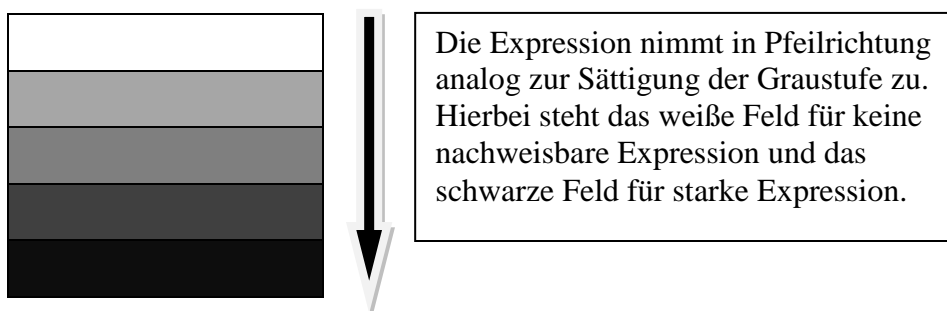 Die Expression nimmt in Pfeilrichtung
analog zur Sättigung der Graustufe zu.
Hierbei steht das weiße Feld für keine
nachweisbare Expression und das
schwarze Feld für starke Expression.